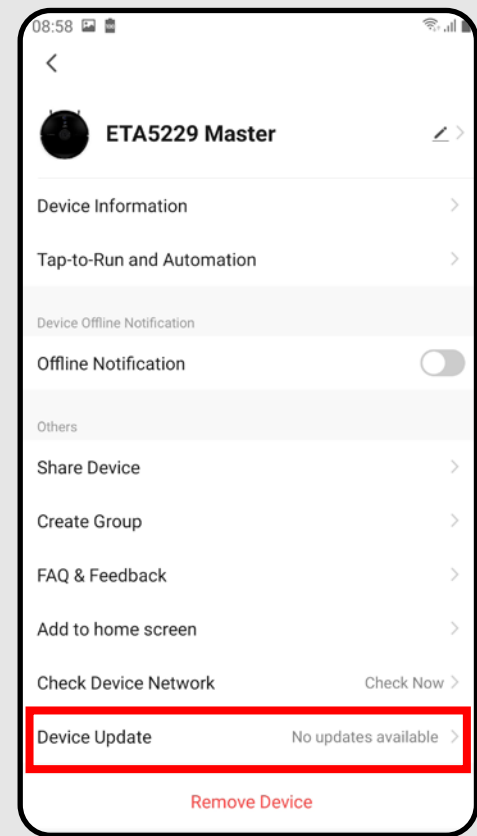 08:58
ETA5229 Master
Device Information
Tap-to-Run and Automation
Device Offline Notification
Offline Notification
Others
Share Device
Create Group
FAQ & Feedback
Add to home screen
Check Device Network Check Now
Device Update No updates available
Remove Device